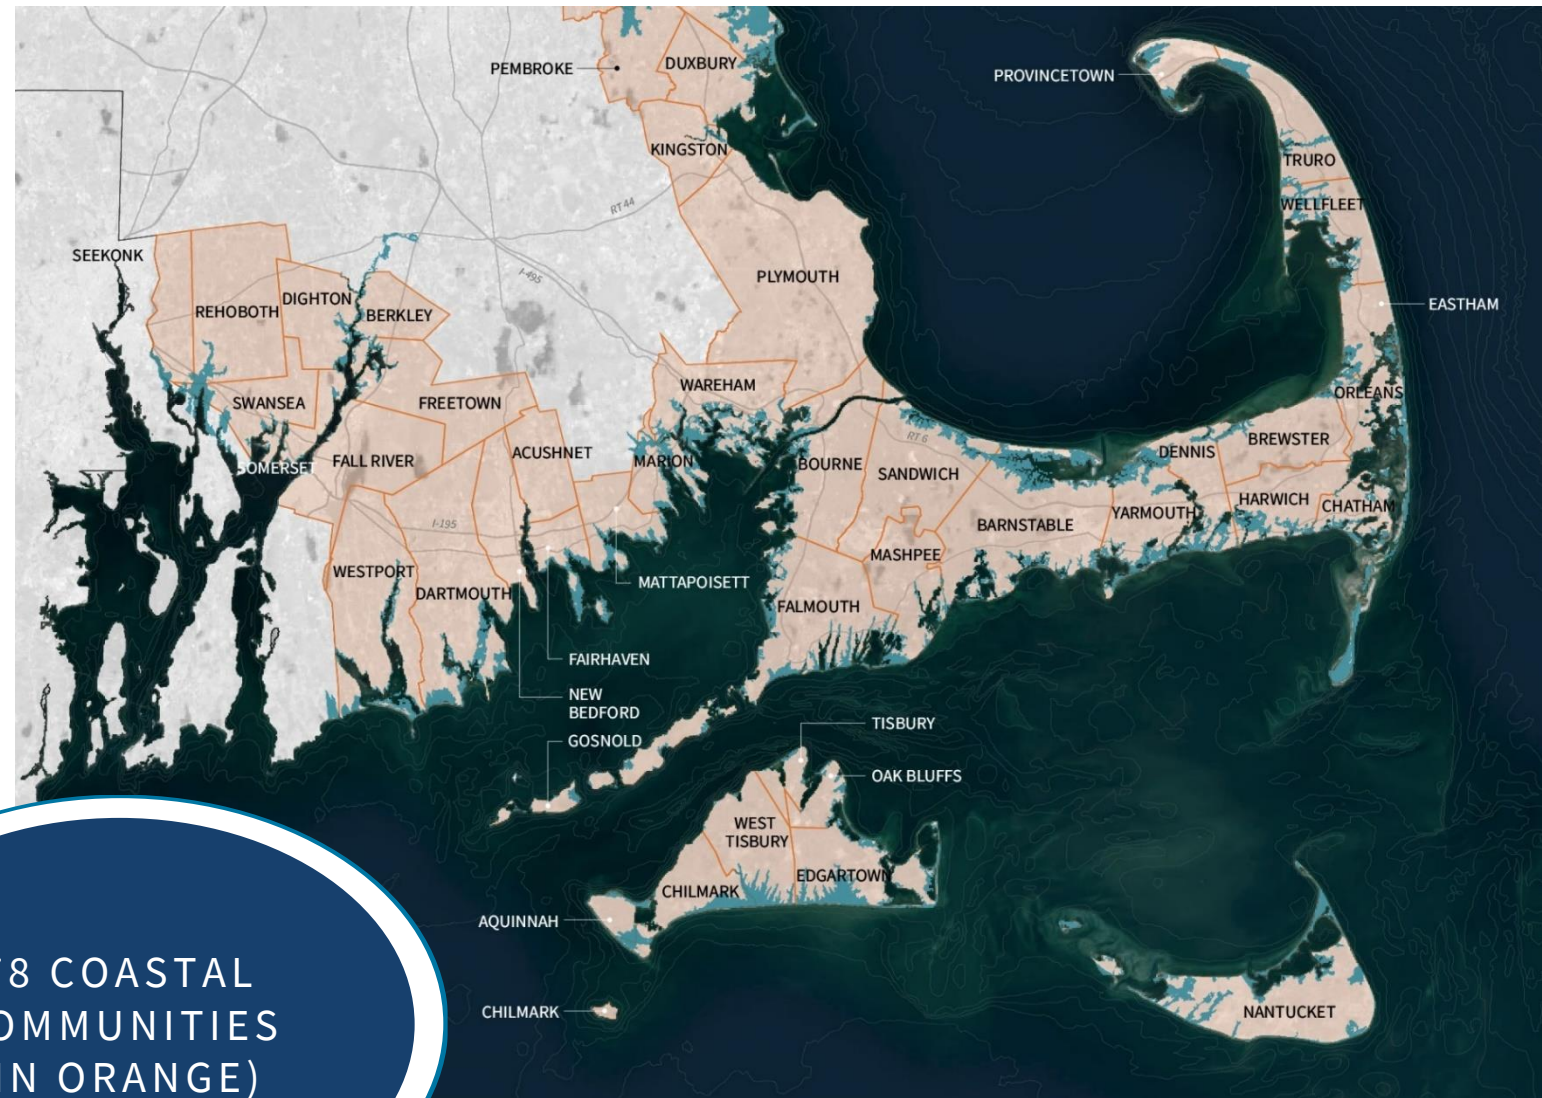 PEMBROKE
DUXBURY
PROVINCETOWN
KINGSTON
TRURO
RT 44
WELLFLEET
SEEKONK
I-495
PLYMOUTH
DIGHTON
REHOBOTH
BERKLEY
EASTHAM
WAREHAM
ORLEANS
SWANSEA
FREETOWN
RT 6
BREWSTER
DENNIS
ACUSHNET
FALL RIVER
SOMERSET
MARION
BOURNE
SANDWICH
HARWICH
CHATHAM
YARMOUTH
BARNSTABLE
I-195
MASHPEE
WESTPORT
MATTAPOISETT
DARTMOUTH
FALMOUTH
FAIRHAVEN
NEW
BEDFORD
TISBURY
GOSNOLD
OAK BLUFFS
WEST
TISBURY
EDGARTOWN
CHILMARK
AQUINNAH
CHILMARK
NANTUCKET
8 COASTAL
OMMUNITIES
IN ORANGE)